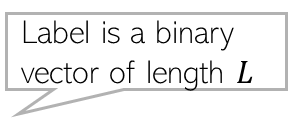 Label is a binary
vector of length L